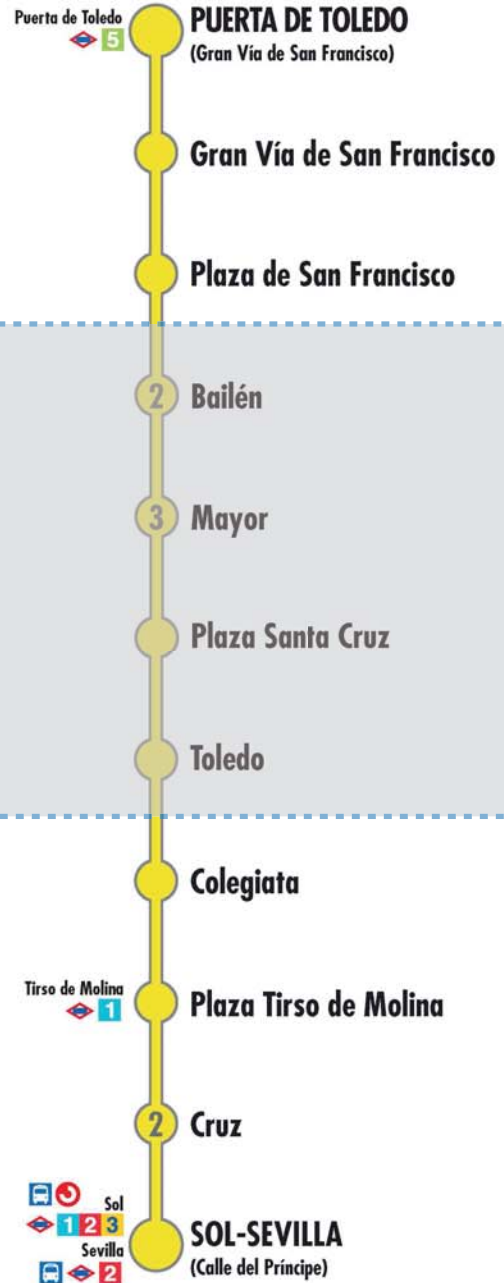 Puerta de Toledo
5
PUERTA DE TOLEDO
(Gran Vía de San Francisco)
Gran Vía de San Francisco
Plaza de San Francisco
2 Bailén
3 Mayor
Plaza Santa Cruz
Toledo
Colegiata
Tirso de Molina
1
Plaza Tirso de Molina
2 Cruz
Sol
1 2 3
Sevilla
2
SOL-SEVILLA
(Calle del Príncipe)